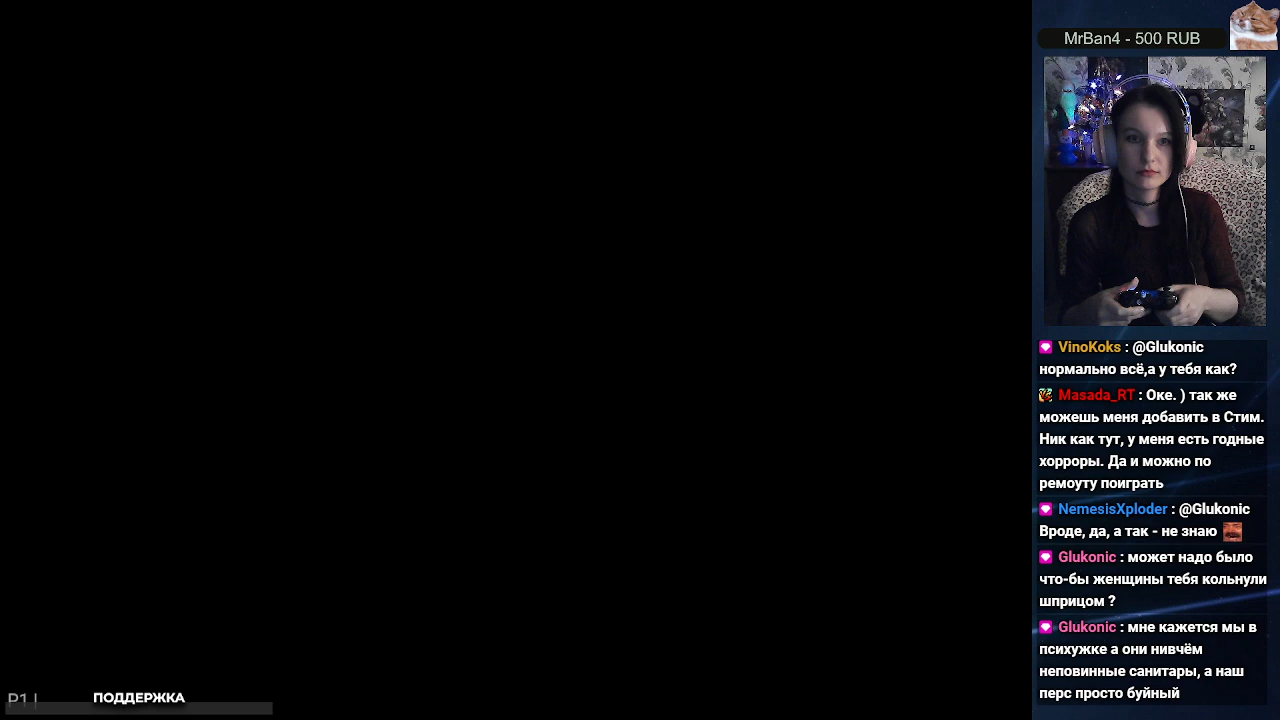 MrBan4 - 500 RUB
VinoKoks : @Glukonic
нормально всё,а у тебя как?
Masada_RT : Оке. ) так же
можешь меня добавить в Стим.
Ник как тут, у меня есть годные
хорроры. Да и можно по
ремоуту поиграть
NemesisXploder : @Glukonic
Вроде, да, а так - не знаю
Glukonic : может надо было
что-бы женщины тебя кольнули
шприцом ?
Glukonic : мне кажется мы в
психужке а они нивчём
неповинные санитары, а наш
перс просто буйный
P1 |
ПОДДЕРЖКА